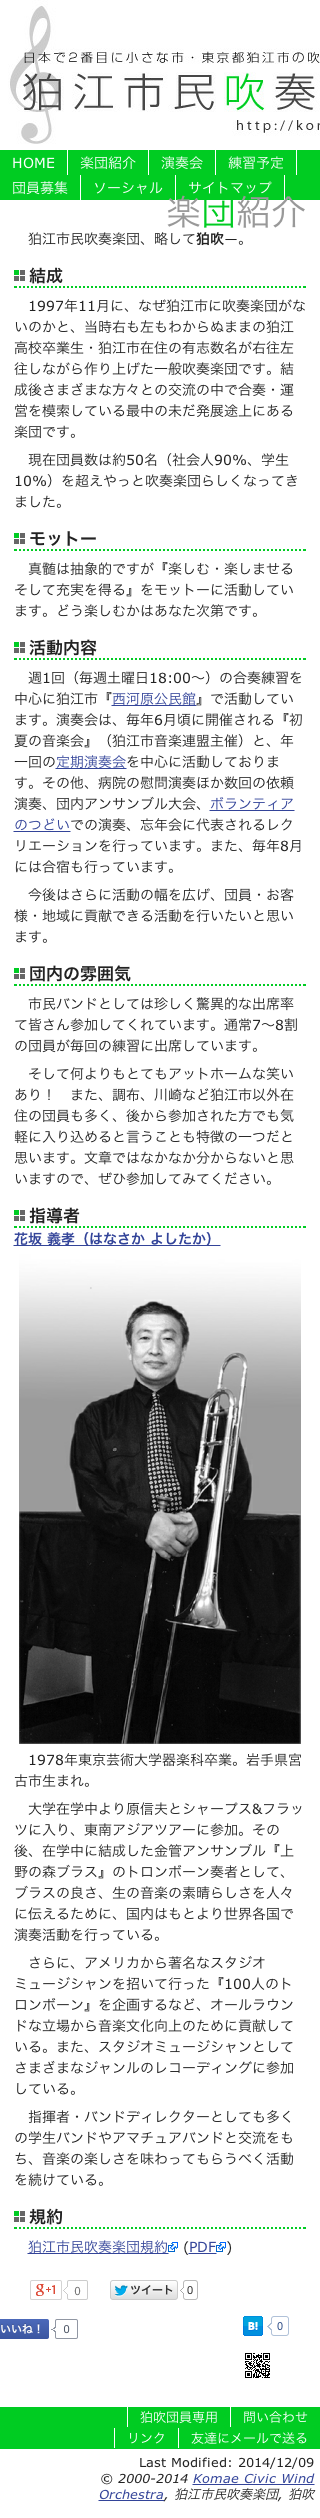 日本で2番目に小さな市・東京都狛江市の吹
狛江市民吹奏
http://kor
HOME 楽団紹介 演奏会 練習予定
団員募集 ソーシャル サイトマップ
楽団紹介
狛江市民吹奏楽団、略して狛吹—。
結成
1997年11月に、なぜ狛江市に吹奏楽団がな
いのかと、当時右も左もわからぬままの狛江
高校卒業生・狛江市在住の有志数名が右往左
往しながら作り上げた一般吹奏楽団です。結
成後さまざまな方々との交流の中で合奏・運
営を模索している最中の未だ発展途上にある
楽団です。
現在団員数は約50名（社会人90%、学生
10%）を超えやっと吹奏楽団らしくなってき
ました。
モットー
真髄は抽象的ですが『楽しむ・楽しませる
そして充実を得る』をモットーに活動してい
ます。どう楽しむかはあなた次第です。
活動内容
週1回（毎週土曜日18:00〜）の合奏練習を
中心に狛江市『西河原公民館』で活動してい
ます。演奏会は、毎年6月頃に開催される『初
夏の音楽会』（狛江市音楽連盟主催）と、年
一回の定期演奏会を中心に活動しておりま
す。その他、病院の慰問演奏ほか数回の依頼
演奏、団内アンサンブル大会、ボランティア
のつどいでの演奏、忘年会に代表されるレク
リエーションを行っています。また、毎年8月
には合宿も行っています。
今後はさらに活動の幅を広げ、団員・お客
様・地域に貢献できる活動を行いたいと思い
ます。
団内の雰囲気
市民バンドとしては珍しく驚異的な出席率
で皆さん参加してくれています。通常7〜8割
の団員が毎回の練習に出席しています。
そして何よりもとてもアットホームな笑い
あり！　また、調布、川崎など狛江市以外在
住の団員も多く、後から参加された方でも気
軽に入り込めると言うことも特徴の一つだと
思います。文章ではなかなか分からないと思
いますので、ぜひ参加してみてください。
指導者
花坂 義孝（はなさか よしたか）
1978年東京芸術大学器楽科卒業。岩手県宮
古市生まれ。
大学在学中より原信夫とシャープス&フラッ
ツに入り、東南アジアツアーに参加。その
後、在学中に結成した金管アンサンブル『上
野の森ブラス』のトロンボーン奏者として、
ブラスの良さ、生の音楽の素晴らしさを人々
に伝えるために、国内はもとより世界各国で
演奏活動を行っている。
さらに、アメリカから著名なスタジオ
ミュージシャンを招いて行った『100人のト
ロンボーン』を企画するなど、オールラウン
ドな立場から音楽文化向上のために貢献して
いる。また、スタジオミュージシャンとして
さまざまなジャンルのレコーディングに参加
している。
指揮者・バンドディレクターとしても多く
の学生バンドやアマチュアバンドと交流をも
ち、音楽の楽しさを味わってもらうべく活動
を続けている。
規約
狛江市民吹奏楽団規約 (PDF)
g+1 0 ツイート 0
いいね！ 0 B! 0
狛吹団員専用 問い合わせ
リンク 友達にメールで送る
Last Modified: 2014/12/09
© 2000-2014 Komae Civic Wind
Orchestra, 狛江市民吹奏楽団, 狛吹